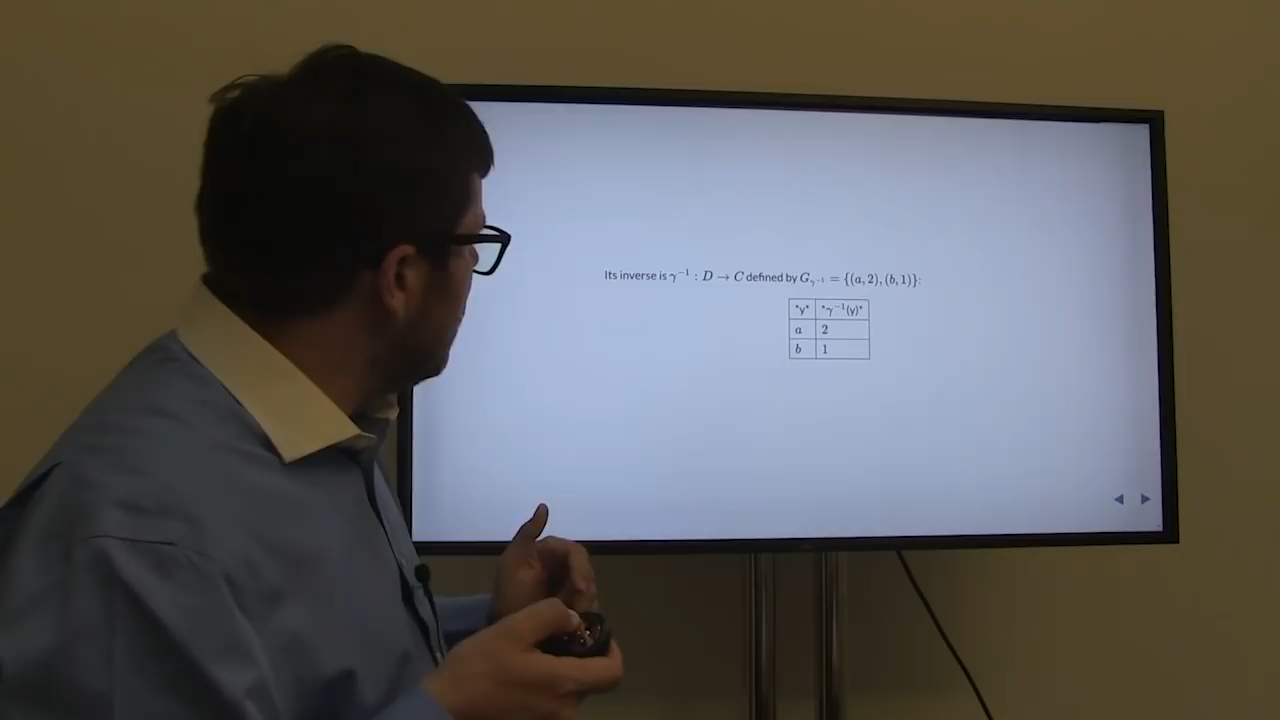 Its inverse is γ⁻¹ : D → C defined by G_γ⁻¹ = {(a, 2), (b, 1)}:
*y* *γ⁻¹(y)*
a 2
b 1